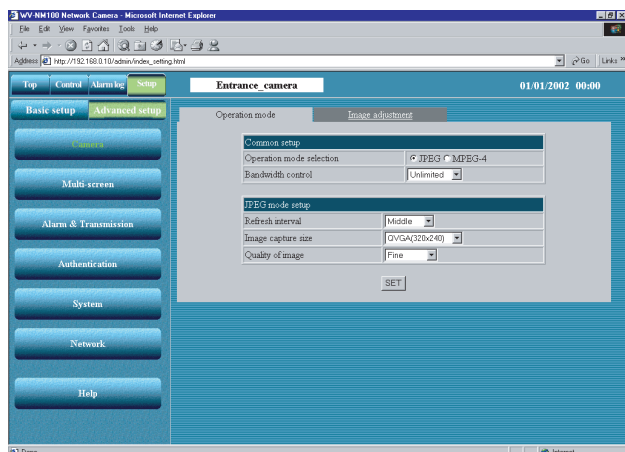 WV-NM100 Network Camera - Microsoft Internet Explorer
File Edit View Favorites Tools Help
Address http://192.168.0.10/admin/index_setting.html Go Links »
Top Control Alarm log Setup Entrance_camera 01/01/2002 00:00
Basic setup Advanced setup
Operation mode Image adjustment
Camera
Multi-screen
Alarm & Transmission
Authentication
System
Network
Help
Common setup
Operation mode selection JPEG MPEG-4
Bandwidth control Unlimited
JPEG mode setup
Refresh interval Middle
Image capture size QVGA(320x240)
Quality of image Fine
SET
Done Internet